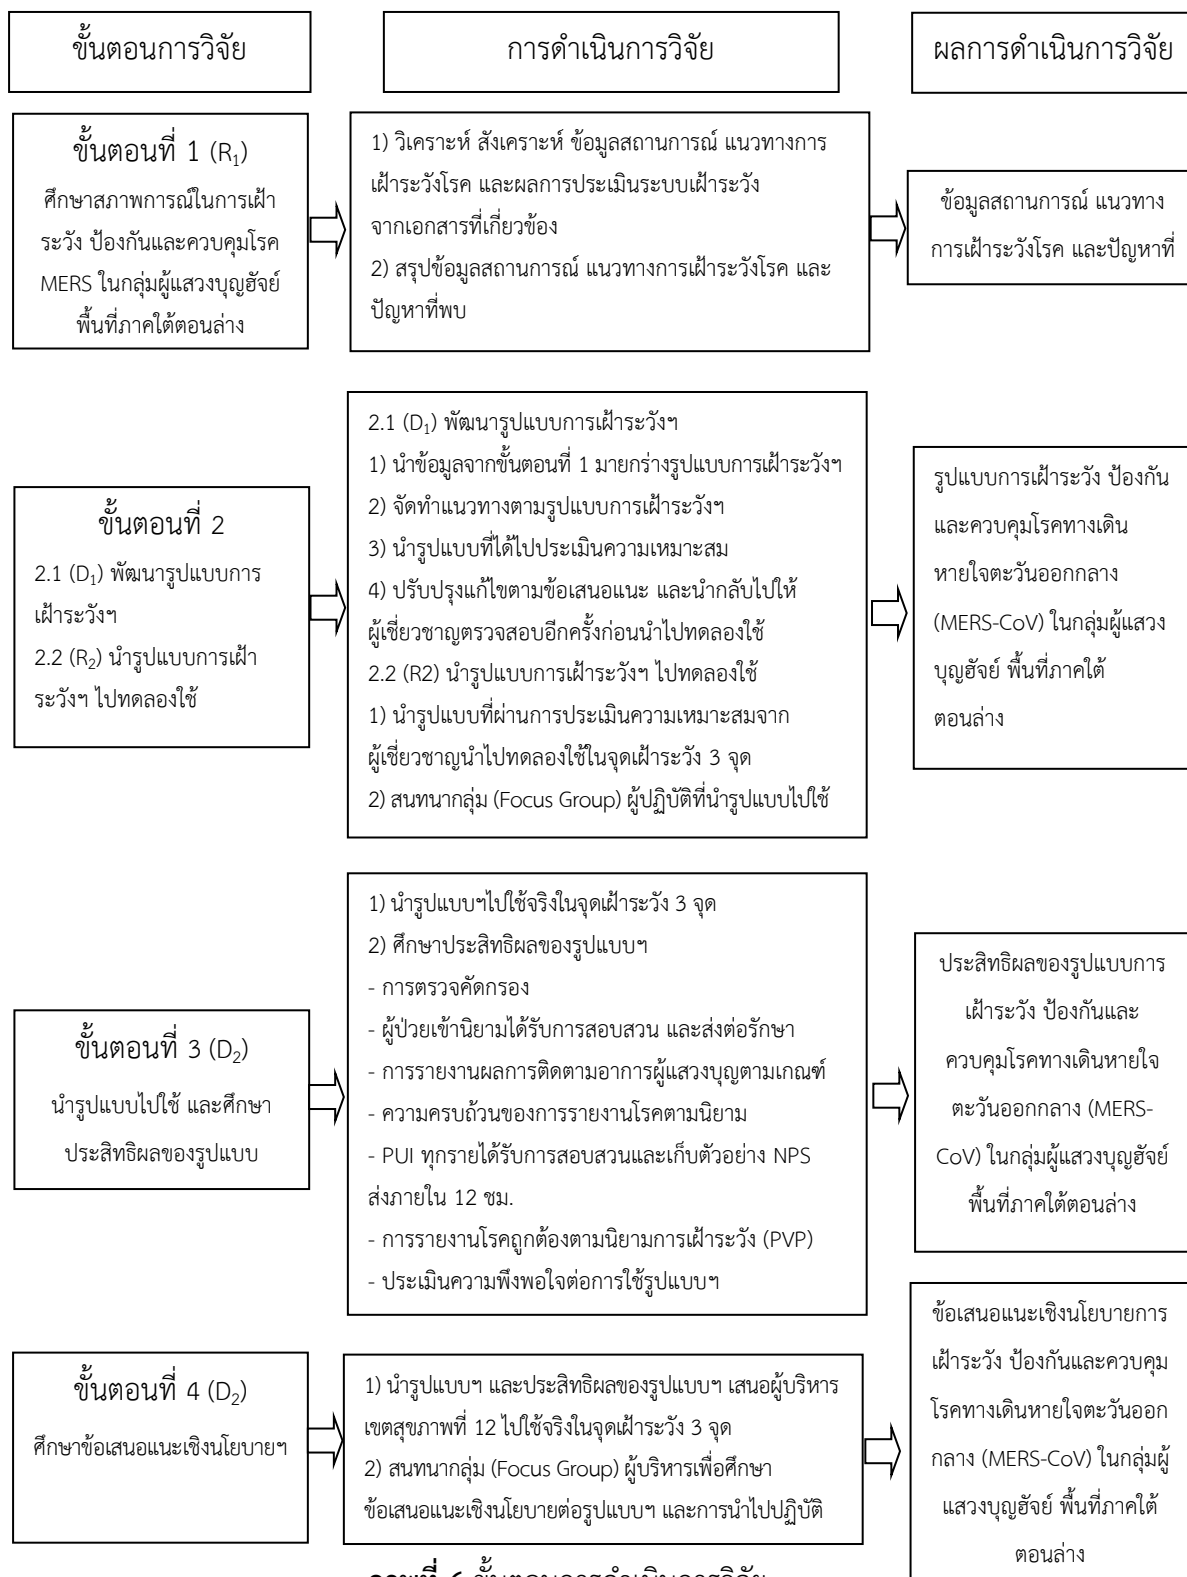 ขั้นตอนการวิจัย
การดำเนินการวิจัย
ผลการดำเนินการวิจัย
ขั้นตอนที่ 1 (R₁)
ศึกษาสภาพการณ์ในการเฝ้า
ระวัง ป้องกันและควบคุมโรค
MERS ในกลุ่มผู้แสวงบุญฮัจย์
พื้นที่ภาคใต้ตอนล่าง
1) วิเคราะห์ สังเคราะห์ ข้อมูลสถานการณ์ แนวทางการ
เฝ้าระวังโรค และผลการประเมินระบบเฝ้าระวัง
จากเอกสารที่เกี่ยวข้อง
2) สรุปข้อมูลสถานการณ์ แนวทางการเฝ้าระวังโรค และ
ปัญหาที่พบ
ข้อมูลสถานการณ์ แนวทาง
การเฝ้าระวังโรค และปัญหาที่
ขั้นตอนที่ 2
2.1 (D₁) พัฒนารูปแบบการ
เฝ้าระวังฯ
2.2 (R₂) นำรูปแบบการเฝ้า
ระวังฯ ไปทดลองใช้
2.1 (D₁) พัฒนารูปแบบการเฝ้าระวังฯ
1) นำข้อมูลจากขั้นตอนที่ 1 มายกร่างรูปแบบการเฝ้าระวังฯ
2) จัดทำแนวทางตามรูปแบบการเฝ้าระวังฯ
3) นำรูปแบบที่ได้ไปประเมินความเหมาะสม
4) ปรับปรุงแก้ไขตามข้อเสนอแนะ และนำกลับไปให้
ผู้เชี่ยวชาญตรวจสอบอีกครั้งก่อนนำไปทดลองใช้
2.2 (R2) นำรูปแบบการเฝ้าระวังฯ ไปทดลองใช้
1) นำรูปแบบที่ผ่านการประเมินความเหมาะสมจาก
ผู้เชี่ยวชาญนำไปทดลองใช้ในจุดเฝ้าระวัง 3 จุด
2) สนทนากลุ่ม (Focus Group) ผู้ปฏิบัติที่นำรูปแบบไปใช้
รูปแบบการเฝ้าระวัง ป้องกัน
และควบคุมโรคทางเดิน
หายใจตะวันออกกลาง
(MERS-CoV) ในกลุ่มผู้แสวง
บุญฮัจย์ พื้นที่ภาคใต้
ตอนล่าง
ขั้นตอนที่ 3 (D₂)
นำรูปแบบไปใช้ และศึกษา
ประสิทธิผลของรูปแบบ
1) นำรูปแบบฯไปใช้จริงในจุดเฝ้าระวัง 3 จุด
2) ศึกษาประสิทธิผลของรูปแบบฯ
- การตรวจคัดกรอง
- ผู้ป่วยเข้านิยามได้รับการสอบสวน และส่งต่อรักษา
- การรายงานผลการติดตามอาการผู้แสวงบุญตามเกณฑ์
- ความครบถ้วนของการรายงานโรคตามนิยาม
- PUI ทุกรายได้รับการสอบสวนและเก็บตัวอย่าง NPS
ส่งภายใน 12 ชม.
- การรายงานโรคถูกต้องตามนิยามการเฝ้าระวัง (PVP)
- ประเมินความพึงพอใจต่อการใช้รูปแบบฯ
ประสิทธิผลของรูปแบบการ
เฝ้าระวัง ป้องกันและ
ควบคุมโรคทางเดินหายใจ
ตะวันออกกลาง (MERS-
CoV) ในกลุ่มผู้แสวงบุญฮัจย์
พื้นที่ภาคใต้ตอนล่าง
ขั้นตอนที่ 4 (D₂)
ศึกษาข้อเสนอแนะเชิงนโยบายฯ
1) นำรูปแบบฯ และประสิทธิผลของรูปแบบฯ เสนอผู้บริหาร
เขตสุขภาพที่ 12 ไปใช้จริงในจุดเฝ้าระวัง 3 จุด
2) สนทนากลุ่ม (Focus Group) ผู้บริหารเพื่อศึกษา
ข้อเสนอแนะเชิงนโยบายต่อรูปแบบฯ และการนำไปปฏิบัติ
ข้อเสนอแนะเชิงนโยบายการ
เฝ้าระวัง ป้องกันและควบคุม
โรคทางเดินหายใจตะวันออก
กลาง (MERS-CoV) ในกลุ่มผู้
แสวงบุญฮัจย์ พื้นที่ภาคใต้
ตอนล่าง
ภาพที่ 6 ขั้นตอนการดำเนินการวิจัย